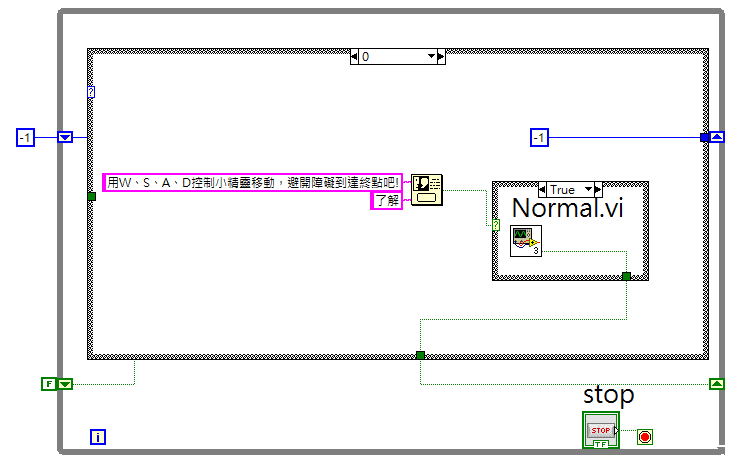 0
?
-1
-1
用W、S、A、D控制小精靈移動，避開障礙到達終點吧!
了解
True
Normal.vi
?
3
F
i
stop
STOP
TF